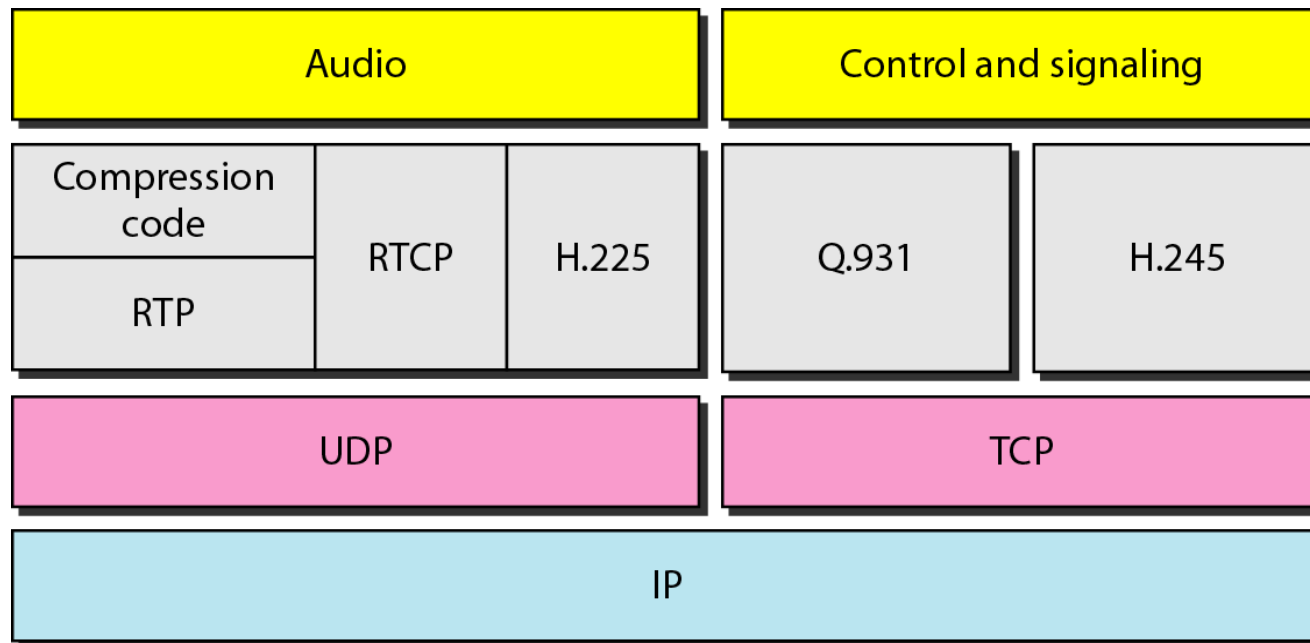 Audio
Control and signaling
Compression
code
RTP
RTCP
H.225
Q.931
H.245
UDP
TCP
IP